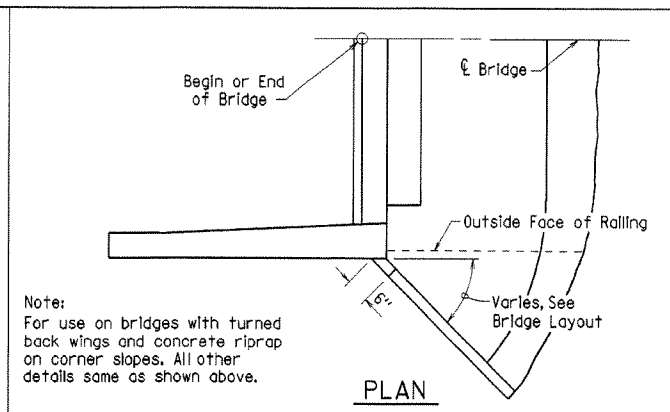 Begin or End
of Bridge
℄ Bridge
Outside Face of Railing
6"
Varies, See
Bridge Layout
Note:
For use on bridges with turned
back wings and concrete riprap
on corner slopes. All other
details same as shown above.
PLAN